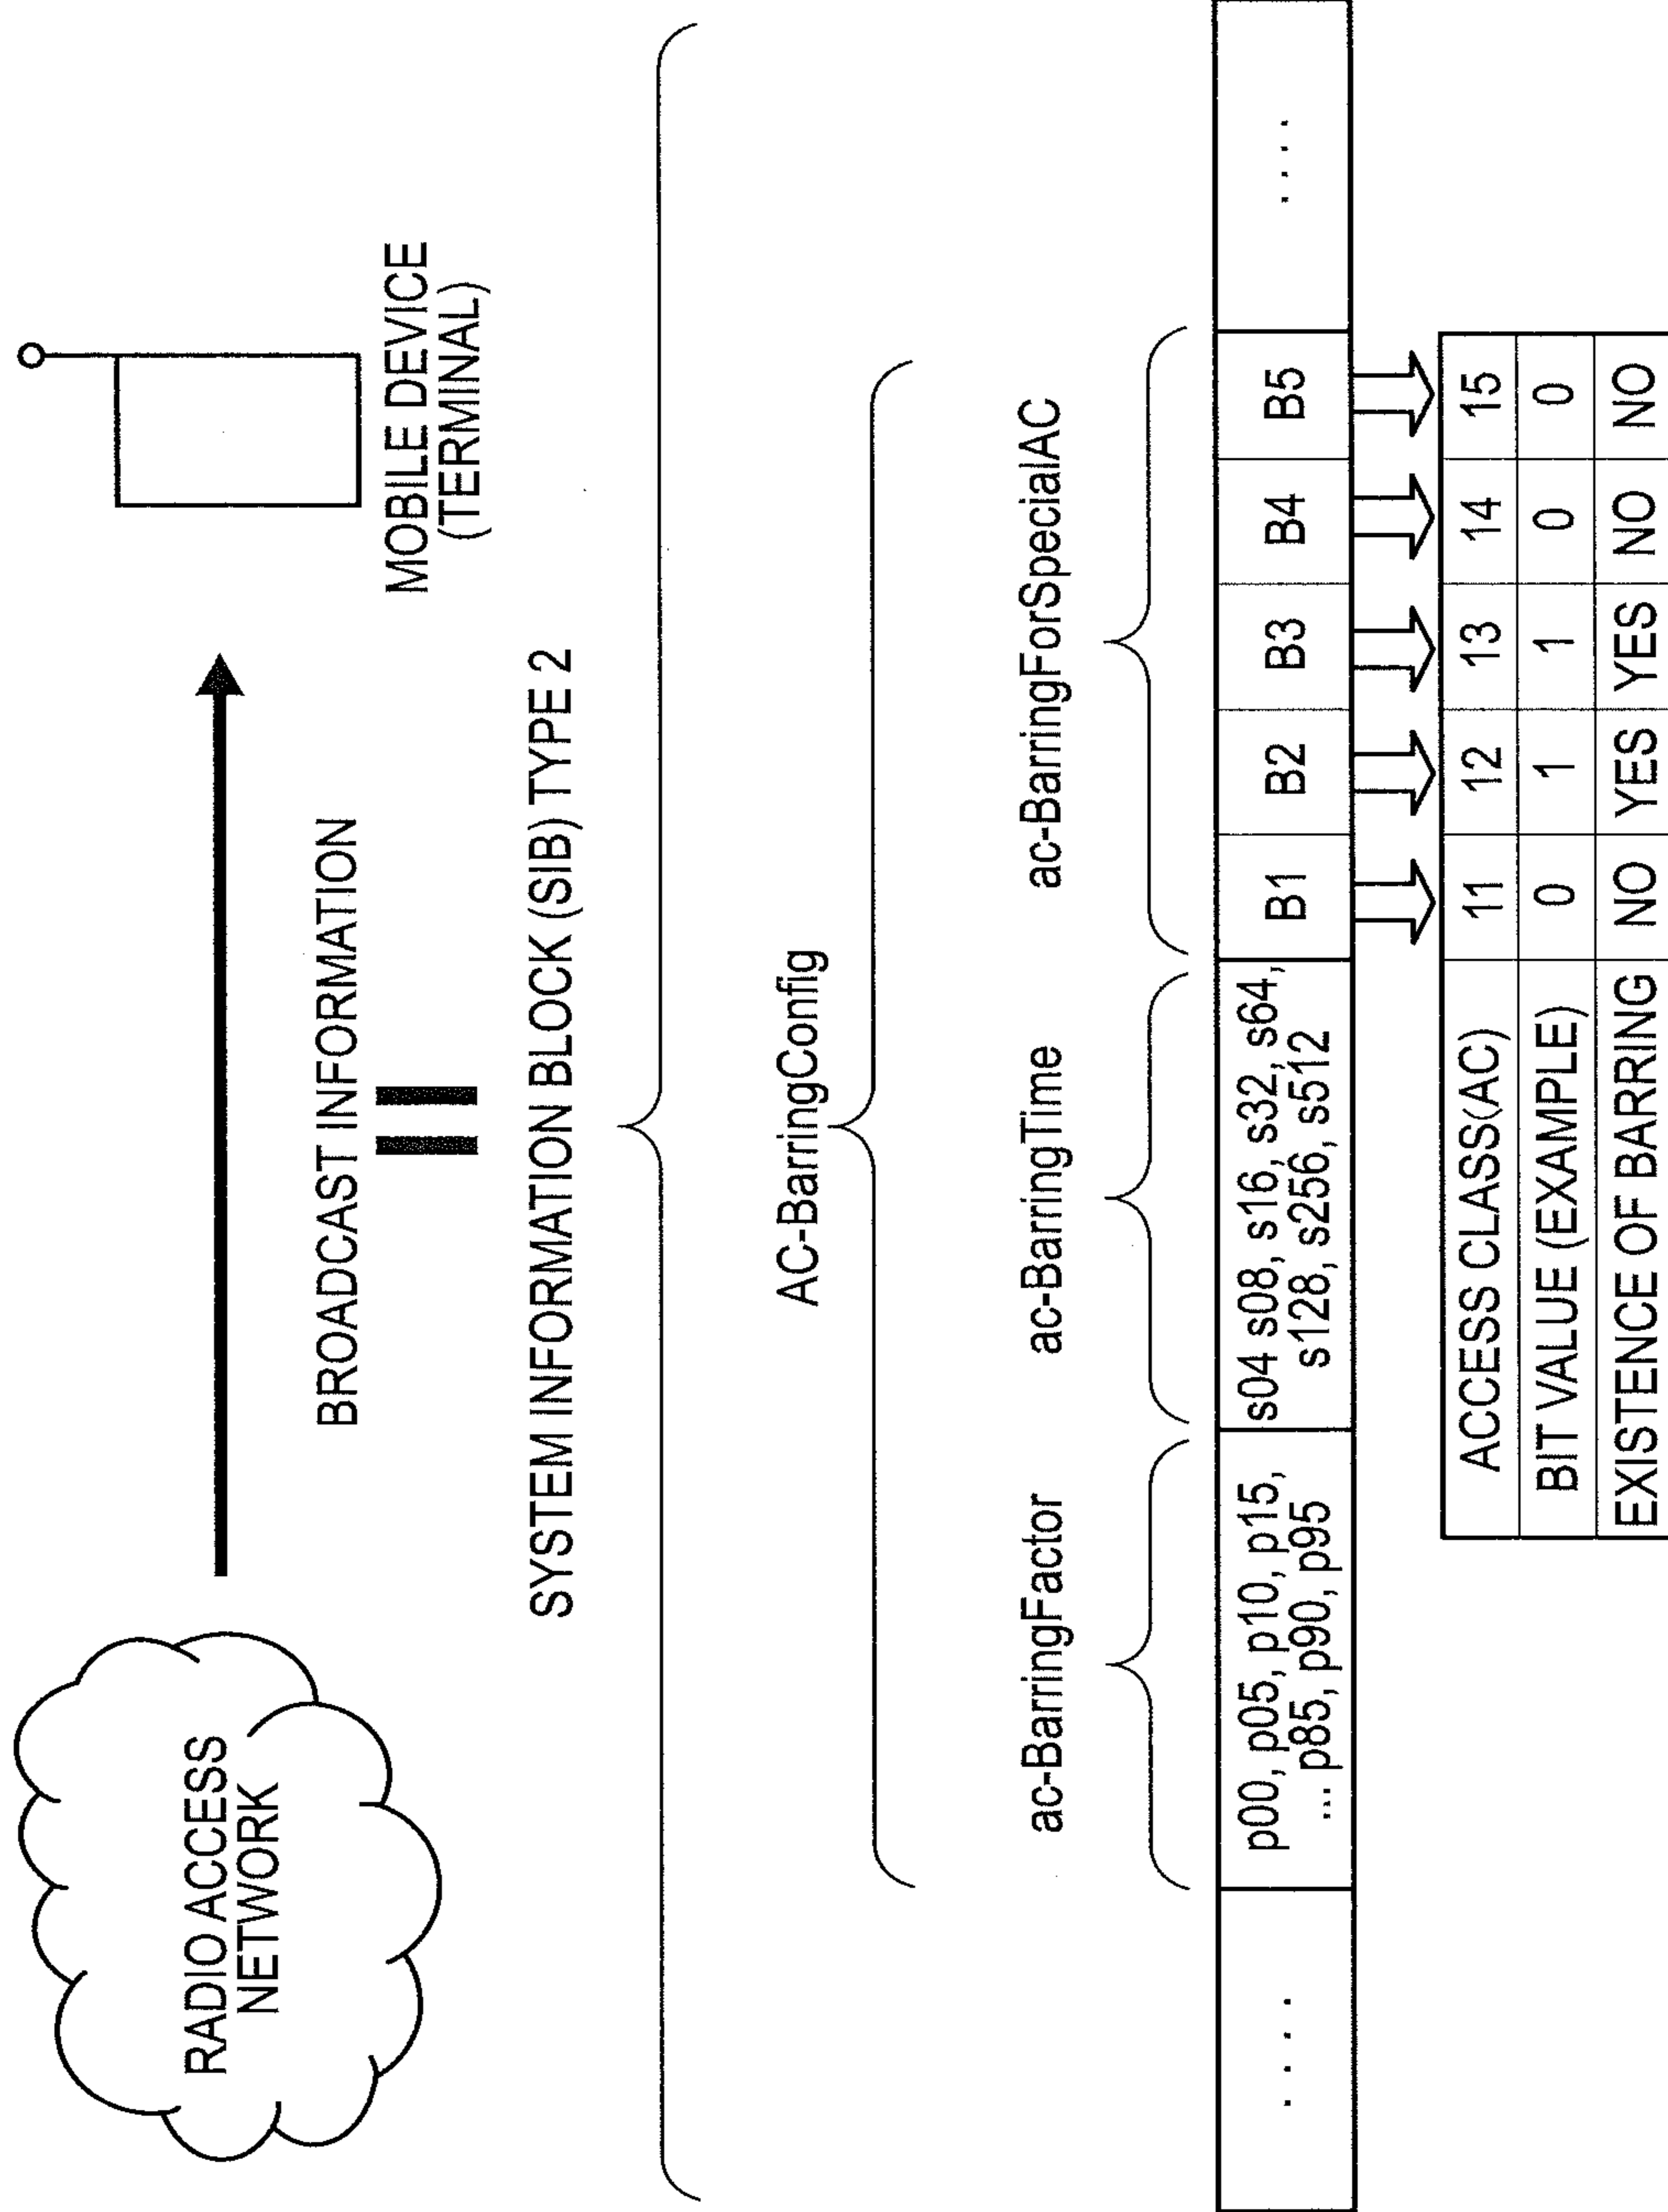 RADIO ACCESS
NETWORK
BROADCAST INFORMATION
MOBILE DEVICE
(TERMINAL)
SYSTEM INFORMATION BLOCK (SIB) TYPE 2
AC-BarringConfig
ac-BarringFactor
ac-BarringTime
ac-BarringForSpecialAC
. . . .
p00, p05, p10, p15,
... p85, p90, p95
s04 s08, s16, s32, s64,
s128, s256, s512
B1 B2 B3 B4 B5
. . . .
ACCESS CLASS(AC) 11 12 13 14 15
BIT VALUE (EXAMPLE) 0 1 1 0 0
EXISTENCE OF BARRING NO YES YES NO NO